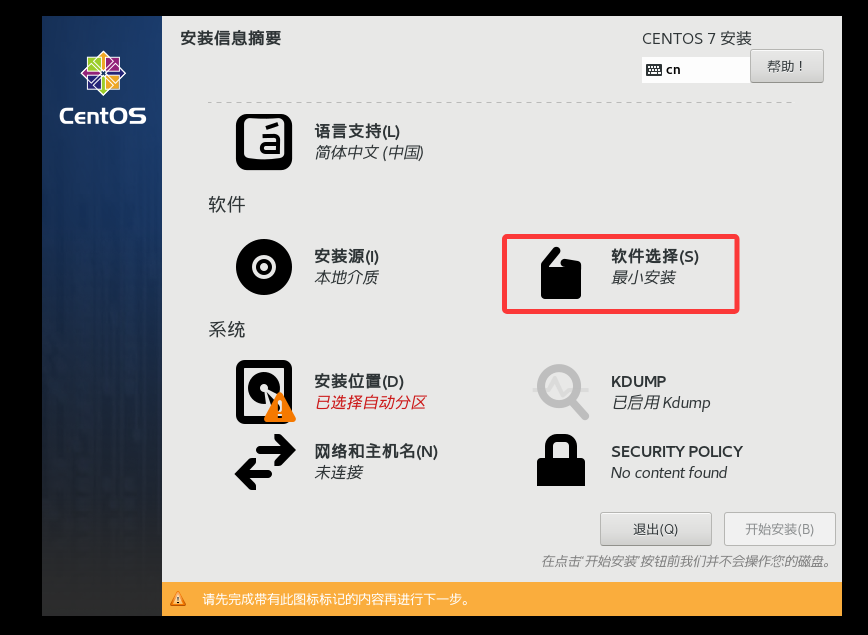 安装信息摘要
CENTOS 7 安装
cn
帮助！
CentOS
语言支持(L)
简体中文 (中国)
软件
安装源(I)
本地介质
软件选择(S)
最小安装
系统
安装位置(D)
已选择自动分区
KDUMP
已启用 Kdump
网络和主机名(N)
未连接
SECURITY POLICY
No content found
退出(Q)
开始安装(B)
在点击"开始安装"按钮前我们并不会操作您的磁盘。
请先完成带有此图标标记的内容再进行下一步。